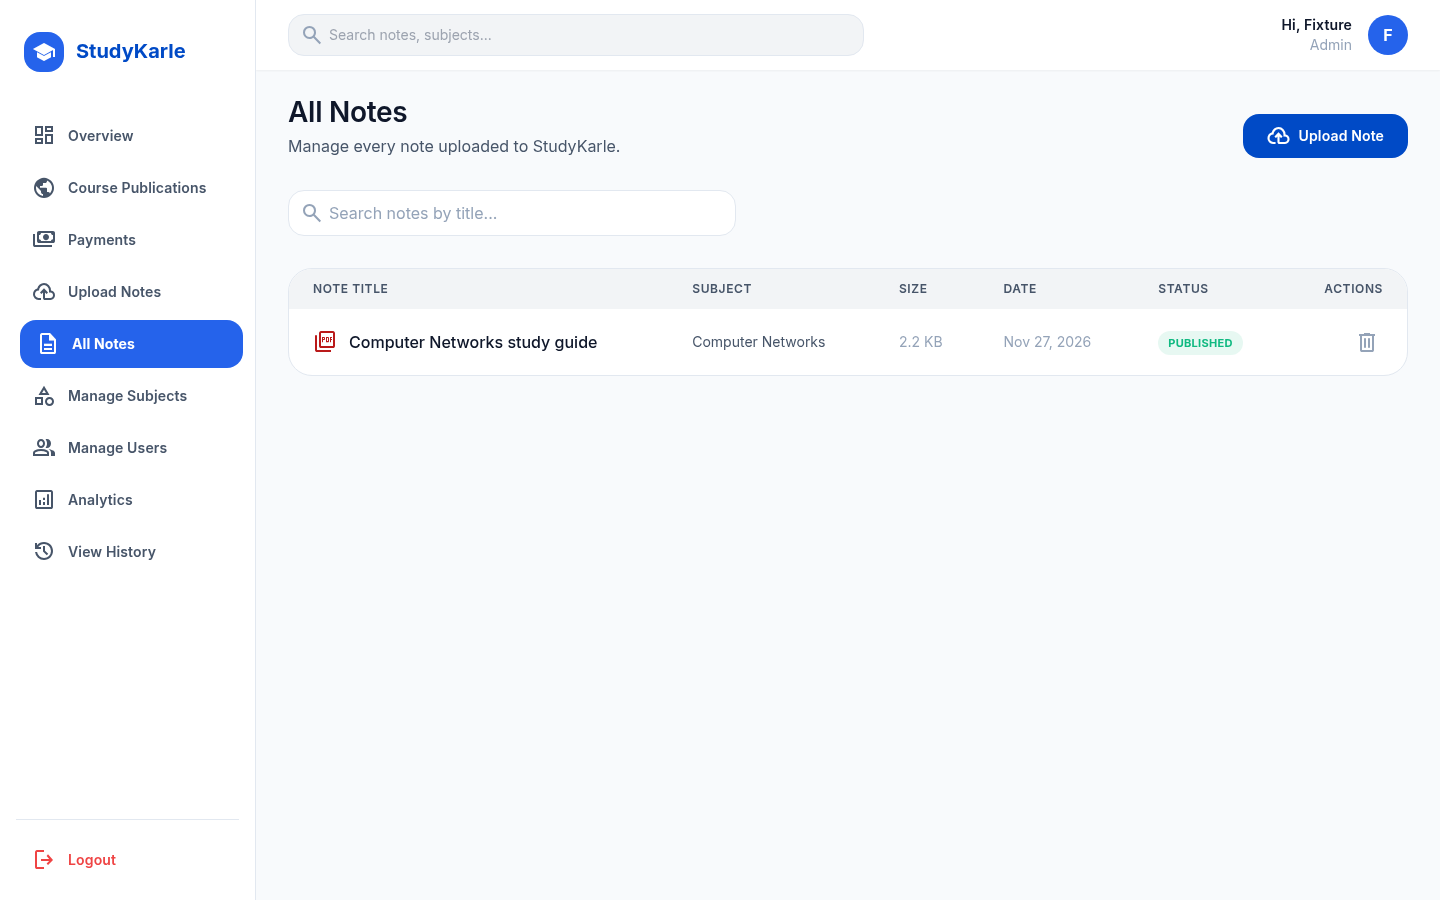 StudyKarle
Search notes, subjects...
Hi, Fixture
Admin
F
Overview
Course Publications
Payments
Upload Notes
All Notes
Manage Subjects
Manage Users
Analytics
View History
Logout
All Notes
Manage every note uploaded to StudyKarle.
Upload Note
Search notes by title...
NOTE TITLE SUBJECT SIZE DATE STATUS ACTIONS
PDF Computer Networks study guide Computer Networks 2.2 KB Nov 27, 2026 PUBLISHED